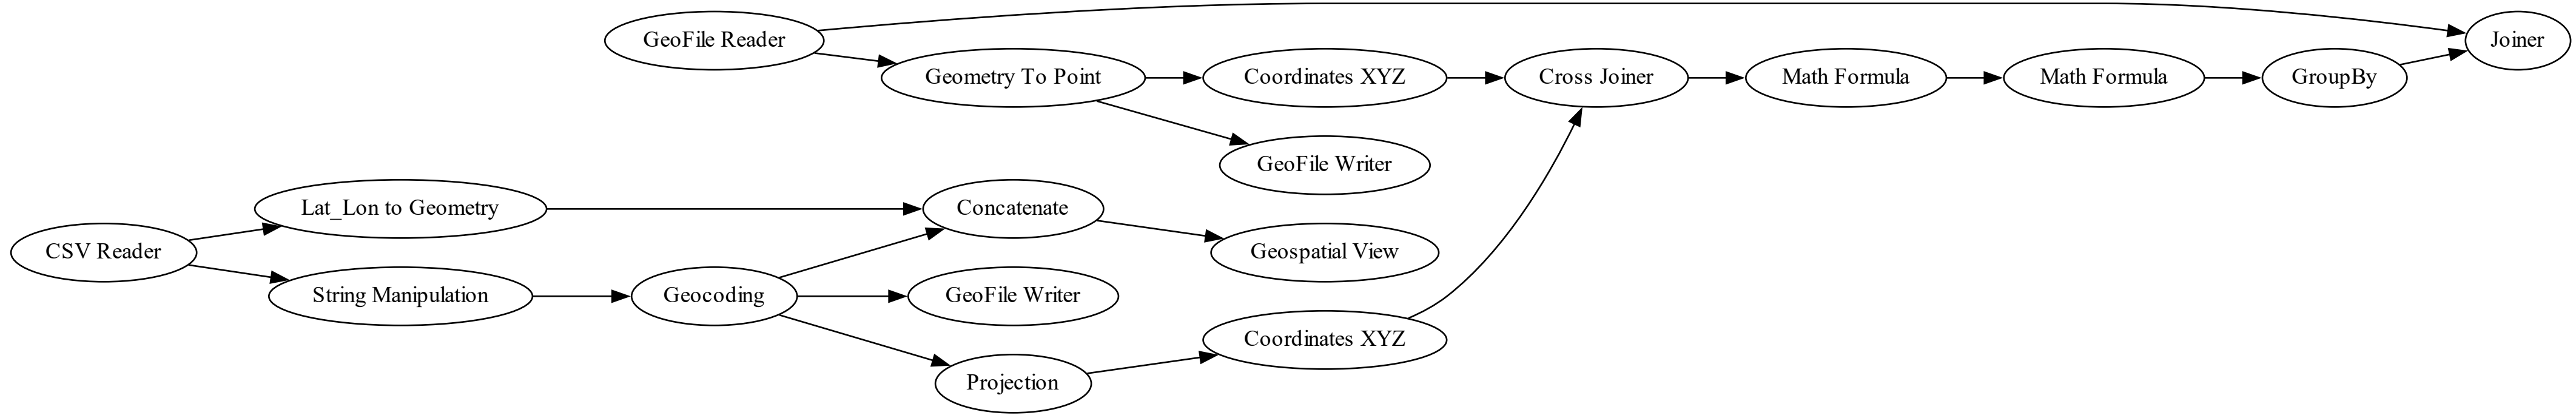 GeoFile Reader
Joiner
Geometry To Point
Coordinates XYZ
Cross Joiner
Math Formula
Math Formula
GroupBy
GeoFile Writer
Lat_Lon to Geometry
Concatenate
CSV Reader
Geospatial View
String Manipulation
Geocoding
GeoFile Writer
Coordinates XYZ
Projection